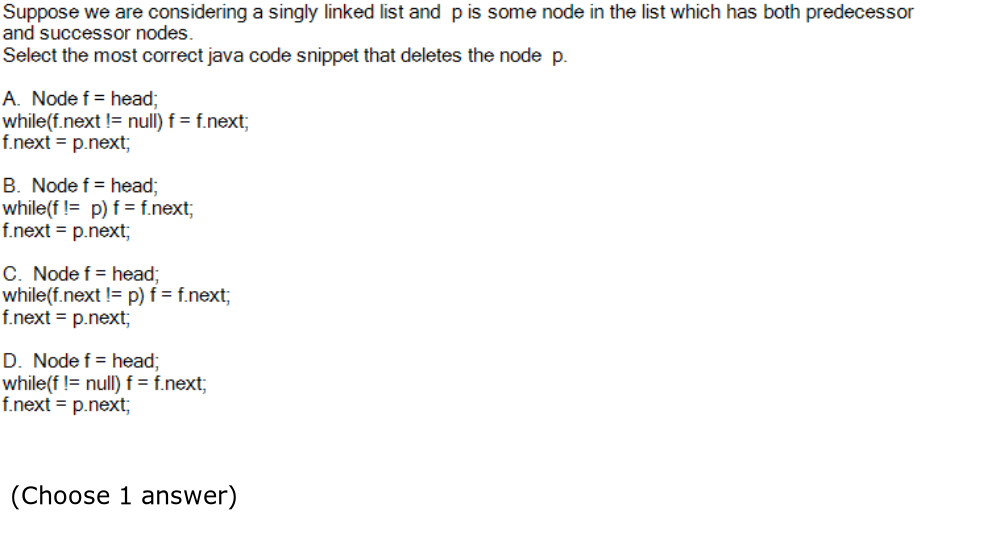 Suppose we are considering a singly linked list and p is some node in the list which has both predecessor
and successor nodes.
Select the most correct java code snippet that deletes the node p.
A. Node f = head;
while(f.next != null) f = f.next;
f.next = p.next;
B. Node f = head;
while(f != p) f = f.next;
f.next = p.next;
C. Node f = head;
while(f.next != p) f = f.next;
f.next = p.next;
D. Node f = head;
while(f != null) f = f.next;
f.next = p.next;
(Choose 1 answer)